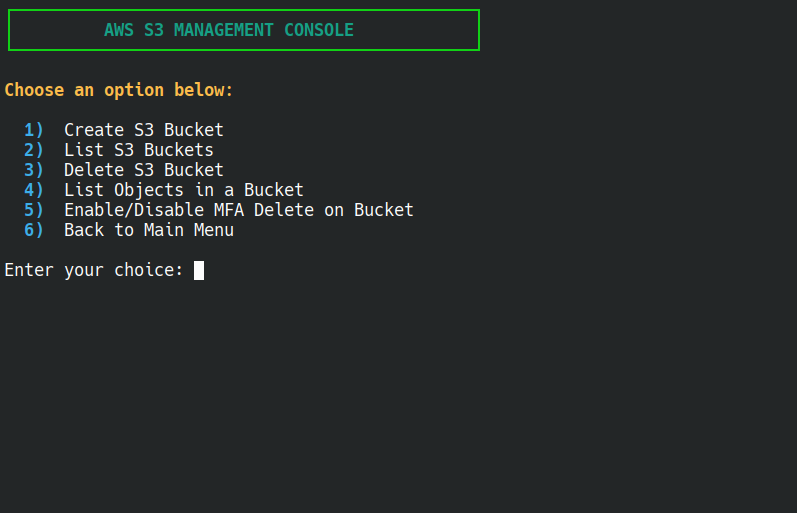 AWS S3 MANAGEMENT CONSOLE
Choose an option below:
1) Create S3 Bucket
2) List S3 Buckets
3) Delete S3 Bucket
4) List Objects in a Bucket
5) Enable/Disable MFA Delete on Bucket
6) Back to Main Menu
Enter your choice: